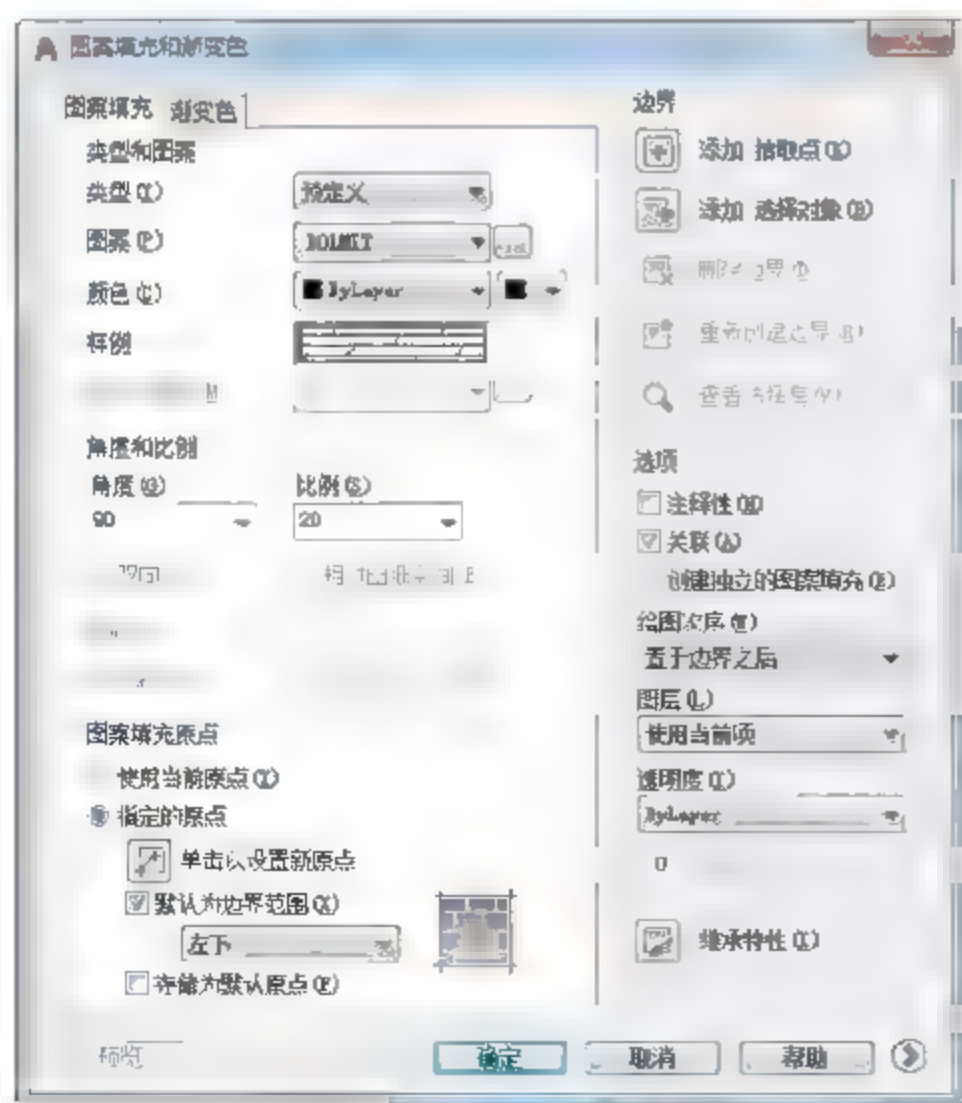 图案填充和渐变色
图案填充 渐变色
类型和图案
类型(Y)
预定义
图案(P)
颜色(C)
ByLayer
样例
角度和比例
角度(G)
比例(S)
90
20
图案填充原点
使用当前原点(T)
指定的原点
单击以设置新原点
默认为边界范围(X)
左下
存储为默认原点(F)
预览
边界
添加 拾取点(K)
添加 选择对象(B)
选项
注释性(N)
关联(A)
创建独立的图案填充(H)
绘图次序(W)
置于边界之后
图层(L)
使用当前项
透明度(T)
ByLayer
0
继承特性(I)
确定
取消
帮助